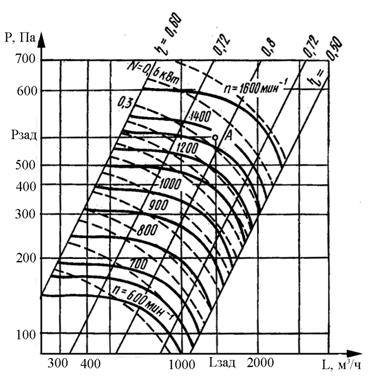 P, Па
700
600
Pзад
500
400
300
200
100
300 400 1000 Lзад 2000 L, м³/ч
η = 0,60
0,72
0,8
0,72
η = 0,60
N=0,6 кВт
0,3
n=1600 мин⁻¹
1400
A
1200
1000
900
800
700
n=600 мин⁻¹